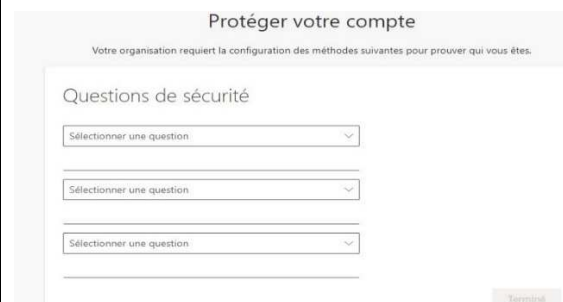 Protéger votre compte
Votre organisation requiert la configuration des méthodes suivantes pour prouver qui vous êtes.
Questions de sécurité
Sélectionner une question
Sélectionner une question
Sélectionner une question
Terminé